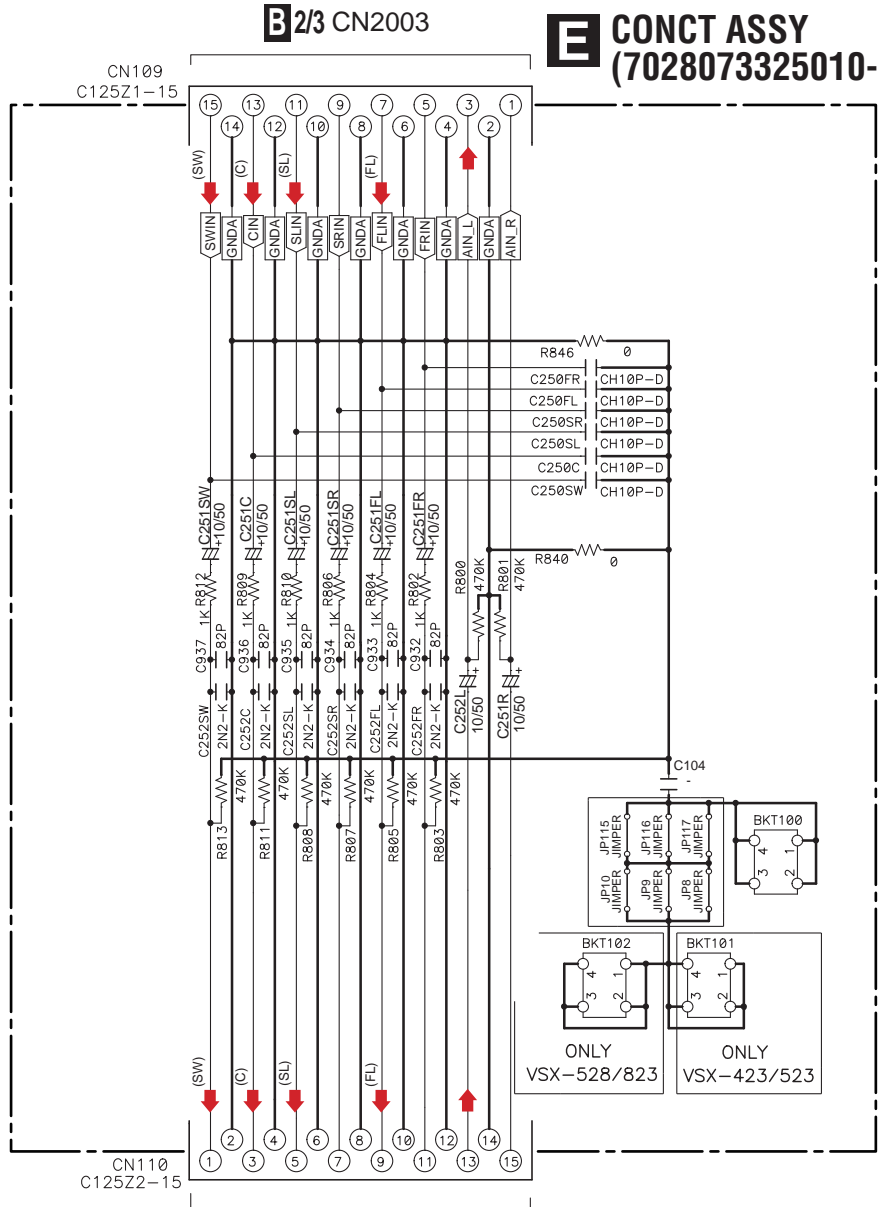 B 2/3 CN2003
E CONCT ASSY
(7028073325010-
CN109
C125Z1-15
15 13 11 9 7 5 3 1
14 12 10 8 6 4 2
(SW) (C) (SL) (FL)
SWIN GNDA CIN GNDA SLIN GNDA SRIN GNDA FLIN GNDA FRIN GNDA AIN_L GNDA AIN_R
R846 0
C250FR CH10P-D
C250FL CH10P-D
C250SR CH10P-D
C250SL CH10P-D
C250C CH10P-D
C250SW CH10P-D
C251SW C251C C251SL C251SR C251FL C251FR
+10/50 +10/50 +10/50 +10/50 +10/50 +10/50
R840 0
R800 470K R801 470K
R812 R809 R810 R806 R804 R802
1K 1K 1K 1K 1K 1K
C937 82P C936 82P C935 82P C934 82P C933 82P C932 82P
C252SW 2N2-K C252C 2N2-K C252SL 2N2-K C252SR 2N2-K C252FL 2N2-K C252FR 2N2-K
C252L 10/50 + C251R 10/50 +
C104
-
R813 470K R811 470K R808 470K R807 470K R805 470K R803 470K
JP115 JIMPER JP116 JIMPER JP117 JIMPER
JP10 JIMPER JP9 JIMPER JP8 JIMPER
BKT100
4 1
3 2
BKT102 BKT101
4 1 4 1
3 2 3 2
ONLY
VSX-528/823
ONLY
VSX-423/523
(SW) (C) (SL) (FL)
2 4 6 8 10 12 14
1 3 5 7 9 11 13 15
CN110
C125Z2-15